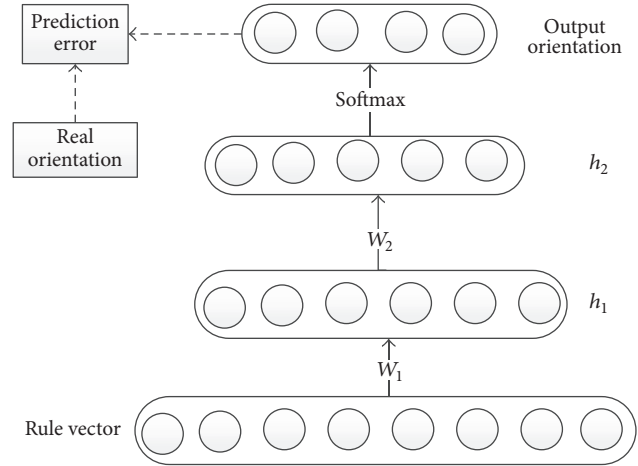 Prediction
error
Output
orientation
Softmax
Real
orientation
h₂
W₂
h₁
W₁
Rule vector